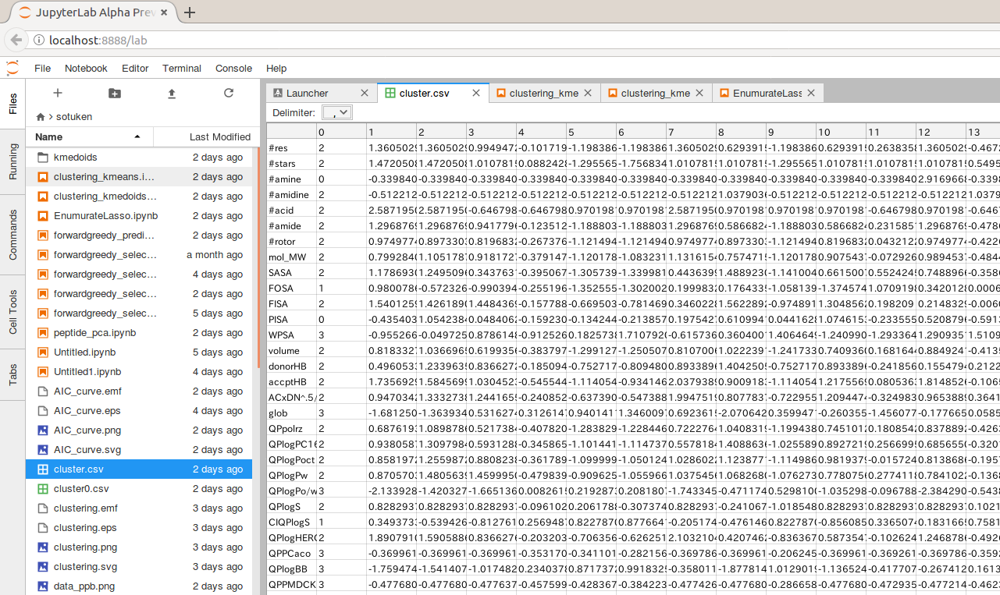 JupyterLab Alpha Prev
localhost:8888/lab
File Notebook Editor Terminal Console Help
Files
Running
Commands
Cell Tools
Tabs
sotuken
Name Last Modified
kmedoids 2 days ago
clustering_kmeans.i... 2 days ago
clustering_kmedoids... 2 days ago
EnumurateLasso.ipynb 2 days ago
forwardgreedy_predi... 2 days ago
forwardgreedy_selec... a month ago
forwardgreedy_selec... 4 days ago
forwardgreedy_selec... 2 days ago
forwardgreedy_selec... 5 days ago
peptide_pca.ipynb 2 days ago
Untitled.ipynb 5 days ago
Untitled1.ipynb 4 days ago
AIC_curve.emf 2 days ago
AIC_curve.eps 4 days ago
AIC_curve.png 2 days ago
AIC_curve.svg 2 days ago
cluster.csv 2 days ago
cluster0.csv 2 days ago
clustering.emf 3 days ago
clustering.eps 3 days ago
clustering.png 3 days ago
clustering.svg 3 days ago
data_ppb.png 2 days ago
Launcher cluster.csv clustering_kme clustering_kme EnumurateLass
Delimiter: ,
0 1 2 3 4 5 6 7 8 9 10 11 12 13
#res 2 1.3605029 1.3605029 0.994947 -0.101719 -1.198386 -1.198386 1.3605029 0.629391 -1.198386 0.629391 0.263835 1.3605029 -0.467
#stars 2 1.472050 1.472050 1.010781 0.088242 -1.295565 -1.756834 1.010781 1.010781 -1.295565 1.010781 1.010781 1.010781 0.5495
#amine 0 -0.339840 -0.339840 -0.339840 -0.339840 -0.339840 -0.339840 -0.339840 -0.339840 -0.339840 -0.339840 2.916966 -0.339
#amidine 2 -0.512212 -0.512212 -0.512212 -0.512212 -0.512212 -0.512212 -0.512212 1.037903 -0.512212 -0.512212 -0.512212 -0.512212 1.0379
#acid 2 2.587195 2.587195 -0.646798 -0.646798 0.970198 0.970198 2.587195 0.970198 0.970198 0.970198 -0.646798 0.970198 -0.646
#amide 2 1.296876 1.296876 0.941779 -0.123512 -1.188803 -1.188803 1.296876 0.586682 -1.188803 0.586682 0.231585 1.296876 -0.478
#rotor 2 0.974977 0.897330 0.819683 -0.267376 -1.121494 -1.121494 0.974977 0.897330 -1.121494 0.819683 0.043212 0.974977 -0.422
mol_MW 2 0.799284 1.105178 0.918172 -0.379147 -1.120178 -1.083231 1.131615 0.757471 -1.120178 0.907543 -0.072926 0.989453 -0.484
SASA 2 1.178693 1.249509 0.343763 -0.395067 -1.305739 -1.339981 0.443639 1.488923 -1.141004 0.661500 0.552424 0.748896 -0.358
FOSA 1 0.980078 -0.572326 -0.990394 -0.255196 -1.325555 -1.302002 0.199983 0.176433 -1.058139 -1.374574 1.070919 0.342012 0.0006
FISA 2 1.540125 1.426189 1.448436 -0.157788 -0.669503 -0.781469 0.346022 1.562289 -0.974891 1.304856 0.198209 0.214832 -0.006
PISA 0 -0.435403 1.054238 0.048406 -0.159230 -0.134244 -0.213857 0.197542 0.610994 0.044162 1.074615 -0.233555 0.520879 -0.591
WPSA 3 -0.955266 -0.049725 0.878614 -0.912526 0.1 1.710792 -0.615736 0.360400 1.406464 -1.240990 -1.293364 1.290935 1.5109
volume 2 0.818332 1.036696 0.619935 -0.383797 -1.299127 -1.250507 0.810700 1.022239 -1.241733 0.740936 0.168164 0.884924 -0.413
donorHB 2 0.496053 1.233963 0.836627 -0.185094 -0.752717 -0.809480 0.893389 1.404250 -0.752717 0.893389 -0.241856 0.155479 0.2122
accptHB 2 1.735692 1.584569 1.030452 -0.545544 -1.114054 -0.934146 2.037938 0.900918 -1.114054 1.217556 0.080536 1.814852 -0.106
ACxDN^.5/ 2 0.947034 1.333273 1.244165 -0.240852 -0.637390 -0.547388 1.994751 0.807783 -0.722955 1.209447 -0.324983 0.965388 0.3641
glob 3 -1.681250 -1.363934 0.531627 0.312614 0.940141 1.346009 0.692361 -2.070642 0.359947 -0.260355 -1.456077 -0.177665 0.0585
QPpolrz 2 0.687619 1.089878 0.521738 -0.407820 -1.283829 -1.228446 0.722276 1.040831 -1.199438 0.745101 0.180854 0.837889 -0.426
QPlogPC16 2 0.938058 1.309798 0.593128 -0.345865 -1.101441 -1.114737 0.557818 1.408863 -1.025589 0.892721 0.256699 0.685655 -0.320
QPlogPoct 2 0.858197 1.255987 0.880823 -0.361789 -1.099999 -1.050124 1.028602 1.123877 -1.114986 0.981937 -0.015724 0.813868 -0.195
QPlogPw 2 0.870570 1.480563 1.459995 -0.479839 -0.909625 -1.059966 1.037545 1.068268 -1.076273 0.778075 0.277411 0.784102 -0.136
QPlogPo/w 3 -2.133928 -1.420327 -1.665136 0.008261 0.219287 0.208180 -1.743345 -0.471174 0.529810 -1.035298 -0.096788 -2.384290 -0.543
QPlogS 2 0.828293 0.828293 0.828293 -0.096102 0.206178 -0.307374 0.828293 -0.241067 -1.018548 0.828293 0.828293 0.828293 0.1021
CIQPlogS 1 0.349373 -0.539426 -0.812761 0.256948 0.822787 0.877664 -0.205174 -0.476146 0.822787 -0.856085 0.336507 0.183166 0.7581
QPlogHERG 2 1.890791 1.590588 0.836627 -0.203203 -0.706356 -0.626251 2.103210 0.420746 -0.836367 0.587354 -0.102624 1.246878 -0.492
QPPCaco 3 -0.369961 -0.369961 -0.369961 -0.353170 -0.341101 -0.282156 -0.369786 -0.369961 -0.206245 -0.369961 -0.369261 -0.369786 -0.359
QPlogBB 3 -1.759474 -1.541407 -1.017482 0.234037 0.871737 0.991832 -0.358011 -1.877814 1.012901 -1.136524 -0.417707 -0.267412 0.1613
QPPMDCK 3 -0.477680 -0.477680 -0.477637 -0.457599 -0.426367 -0.384223 -0.477426 -0.477680 -0.286658 -0.477680 -0.472935 -0.477214 -0.462